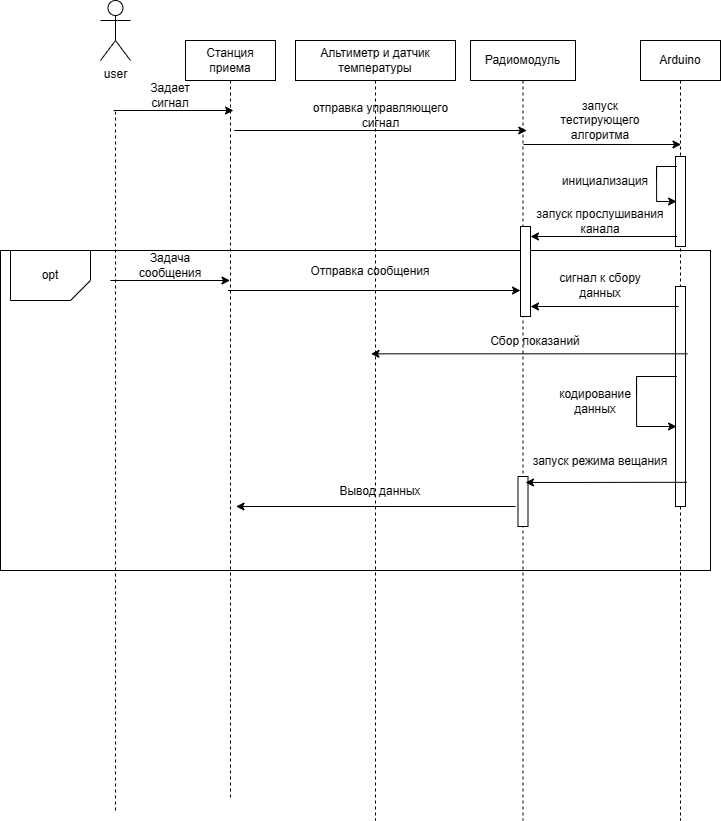 user
Станция
приема
Альтиметр и датчик
температуры
Радиомодуль
Arduino
Задает
сигнал
отправка управляющего
сигнал
запуск
тестирующего
алгоритма
инициализация
запуск прослушивания
канала
opt
Задача
сообщения
Отправка сообщения
сигнал к сбору
данных
Сбор показаний
кодирование
данных
запуск режима вещания
Вывод данных